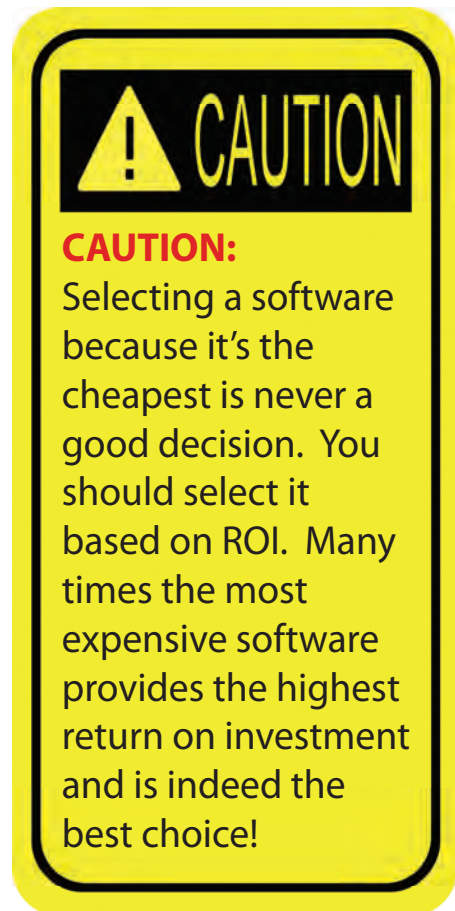 CAUTION
CAUTION:
Selecting a software
because it’s the
cheapest is never a
good decision.  You
should select it
based on ROI.  Many
times the most
expensive software
provides the highest
return on investment
and is indeed the
best choice!